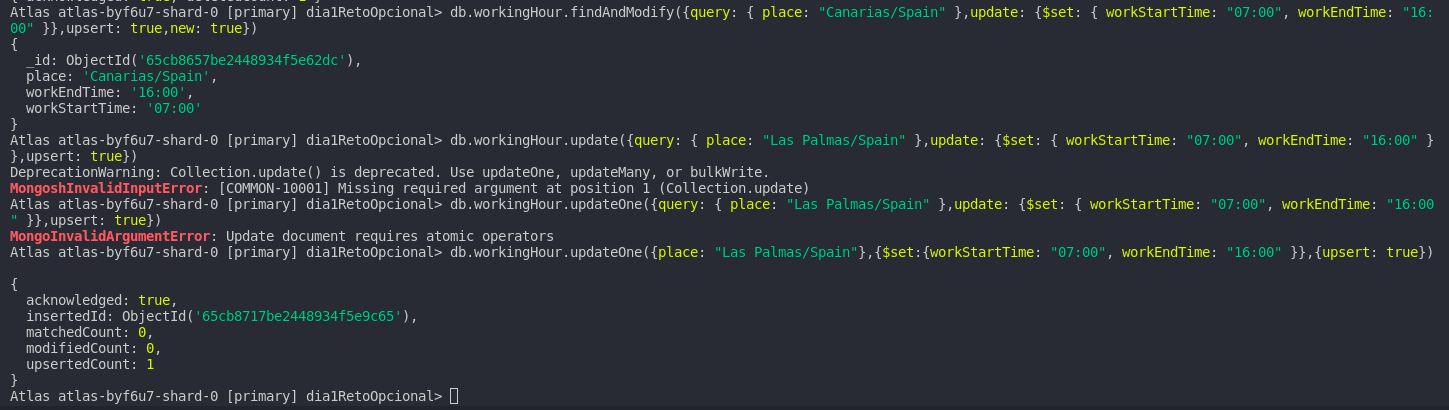 Atlas atlas-byf6u7-shard-0 [primary] dia1RetoOpcional> db.workingHour.findAndModify({query: { place: "Canarias/Spain" },update: {$set: { workStartTime: "07:00", workEndTime: "16:
00" }},upsert: true,new: true})
{
  _id: ObjectId('65cb8657be2448934f5e62dc'),
  place: 'Canarias/Spain',
  workEndTime: '16:00',
  workStartTime: '07:00'
}
Atlas atlas-byf6u7-shard-0 [primary] dia1RetoOpcional> db.workingHour.update({query: { place: "Las Palmas/Spain" },update: {$set: { workStartTime: "07:00", workEndTime: "16:00" }
},upsert: true})
DeprecationWarning: Collection.update() is deprecated. Use updateOne, updateMany, or bulkWrite.
MongoshInvalidInputError: [COMMON-10001] Missing required argument at position 1 (Collection.update)
Atlas atlas-byf6u7-shard-0 [primary] dia1RetoOpcional> db.workingHour.updateOne({query: { place: "Las Palmas/Spain" },update: {$set: { workStartTime: "07:00", workEndTime: "16:00
" }},upsert: true})
MongoInvalidArgumentError: Update document requires atomic operators
Atlas atlas-byf6u7-shard-0 [primary] dia1RetoOpcional> db.workingHour.updateOne({place: "Las Palmas/Spain"},{$set:{workStartTime: "07:00", workEndTime: "16:00" }},{upsert: true})
{
  acknowledged: true,
  insertedId: ObjectId('65cb8717be2448934f5e9c65'),
  matchedCount: 0,
  modifiedCount: 0,
  upsertedCount: 1
}
Atlas atlas-byf6u7-shard-0 [primary] dia1RetoOpcional>